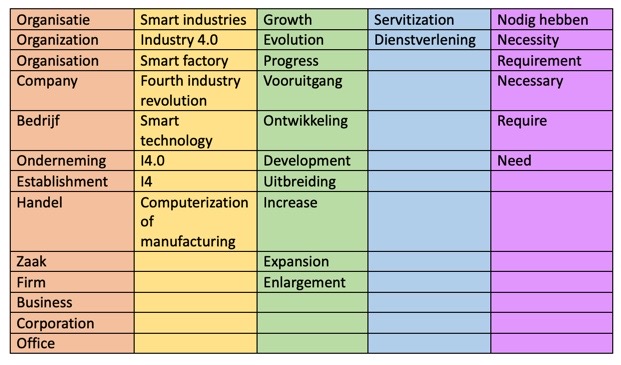 Organisatie Smart industries Growth Servitization Nodig hebben
Organization Industry 4.0 Evolution Dienstverlening Necessity
Organisation Smart factory Progress Requirement
Company Fourth industry Vooruitgang Necessary
revolution
Bedrijf Smart Ontwikkeling Require
technology
Onderneming I4.0 Development Need
Establishment I4 Uitbreiding
Handel Computerization Increase
of
manufacturing
Zaak Expansion
Firm Enlargement
Business
Corporation
Office